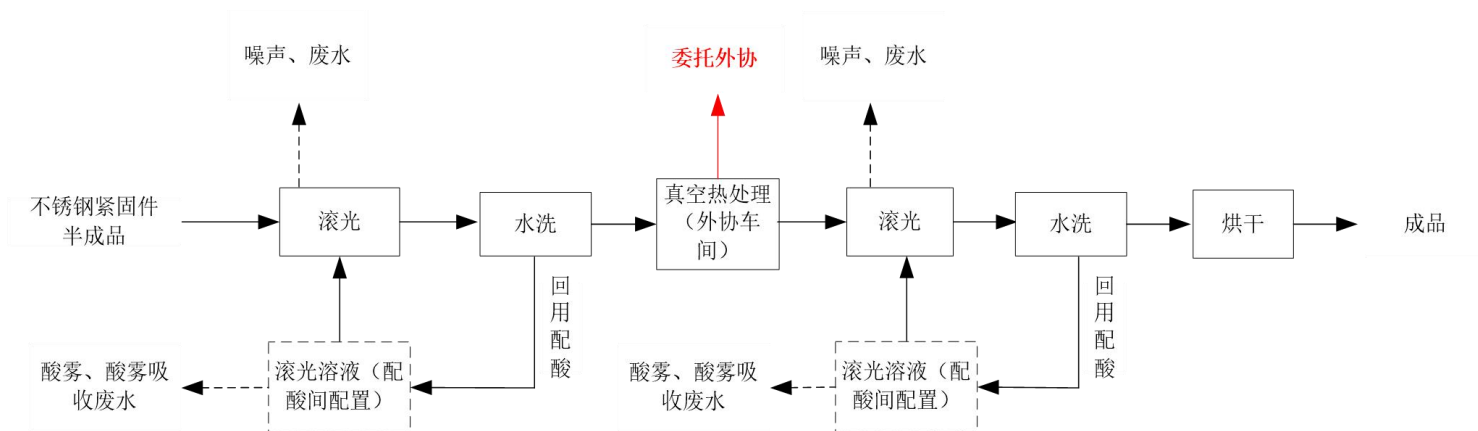 噪声、废水
委托外协
噪声、废水
不锈钢紧固件
半成品
滚光
水洗
真空热处理
（外协车
间）
滚光
水洗
烘干
成品
回用配酸
回用配酸
酸雾、酸雾吸
收废水
滚光溶液（配
酸间配置）
酸雾、酸雾吸
收废水
滚光溶液（配
酸间配置）